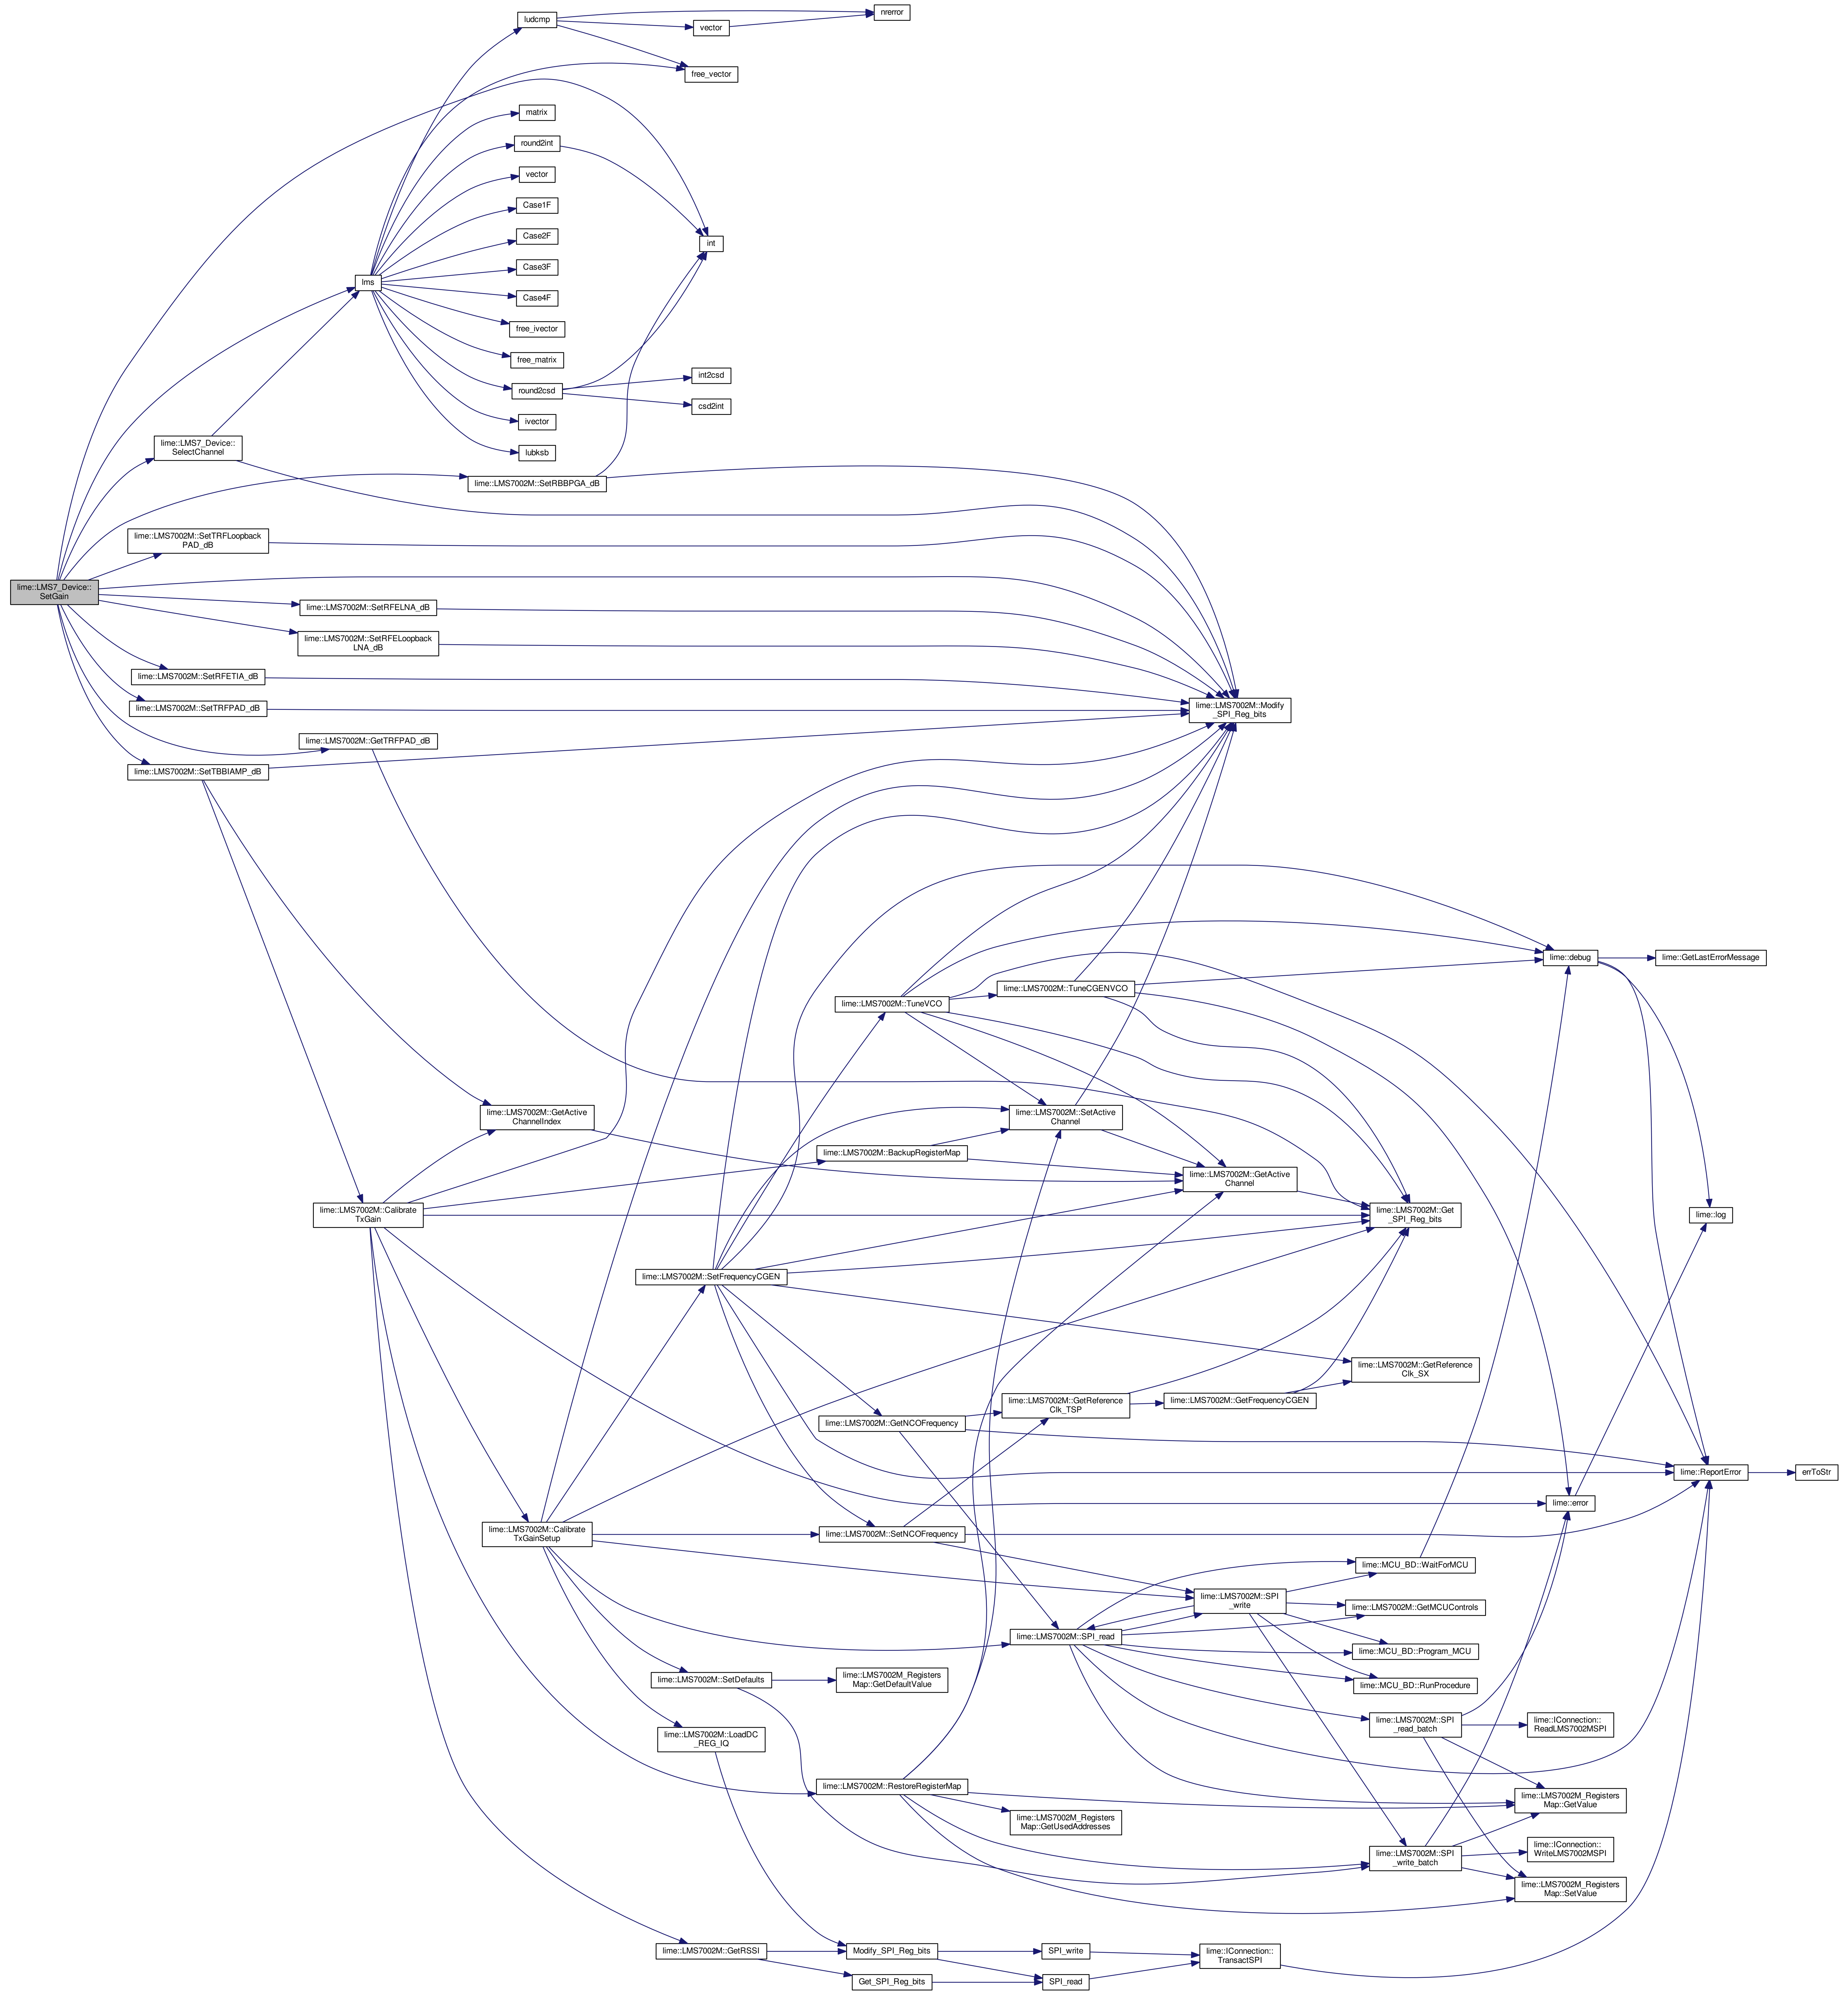 ludcmp
nrerror
vector
free_vector
matrix
round2int
vector
Case1F
Case2F
int
Case3F
lms
Case4F
free_ivector
free_matrix
int2csd
round2csd
csd2int
ivector
lime::LMS7_Device::
SelectChannel
lubksb
lime::LMS7002M::SetRBBPGA_dB
lime::LMS7002M::SetTRFLoopback
PAD_dB
lime::LMS7_Device::
SetGain
lime::LMS7002M::SetRFELNA_dB
lime::LMS7002M::SetRFELoopback
LNA_dB
lime::LMS7002M::SetRFETIA_dB
lime::LMS7002M::SetTRFPAD_dB
lime::LMS7002M::Modify
_SPI_Reg_bits
lime::LMS7002M::GetTRFPAD_dB
lime::LMS7002M::SetTBBIAMP_dB
lime::debug
lime::GetLastErrorMessage
lime::LMS7002M::TuneCGENVCO
lime::LMS7002M::TuneVCO
lime::LMS7002M::GetActive
ChannelIndex
lime::LMS7002M::SetActive
Channel
lime::LMS7002M::BackupRegisterMap
lime::LMS7002M::GetActive
Channel
lime::LMS7002M::Calibrate
TxGain
lime::LMS7002M::Get
_SPI_Reg_bits
lime::log
lime::LMS7002M::SetFrequencyCGEN
lime::LMS7002M::GetReference
Clk_SX
lime::LMS7002M::GetReference
Clk_TSP
lime::LMS7002M::GetFrequencyCGEN
lime::LMS7002M::GetNCOFrequency
lime::ReportError
errToStr
lime::error
lime::LMS7002M::Calibrate
TxGainSetup
lime::LMS7002M::SetNCOFrequency
lime::MCU_BD::WaitForMCU
lime::LMS7002M::SPI
_write
lime::LMS7002M::GetMCUControls
lime::LMS7002M::SPI_read
lime::MCU_BD::Program_MCU
lime::LMS7002M::SetDefaults
lime::LMS7002M_Registers
Map::GetDefaultValue
lime::MCU_BD::RunProcedure
lime::LMS7002M::SPI
_read_batch
lime::IConnection::
ReadLMS7002MSPI
lime::LMS7002M::LoadDC
_REG_IQ
lime::LMS7002M::RestoreRegisterMap
lime::LMS7002M_Registers
Map::GetValue
lime::LMS7002M_Registers
Map::GetUsedAddresses
lime::IConnection::
WriteLMS7002MSPI
lime::LMS7002M::SPI
_write_batch
lime::LMS7002M_Registers
Map::SetValue
lime::LMS7002M::GetRSSI
Modify_SPI_Reg_bits
SPI_write
lime::IConnection::
TransactSPI
Get_SPI_Reg_bits
SPI_read